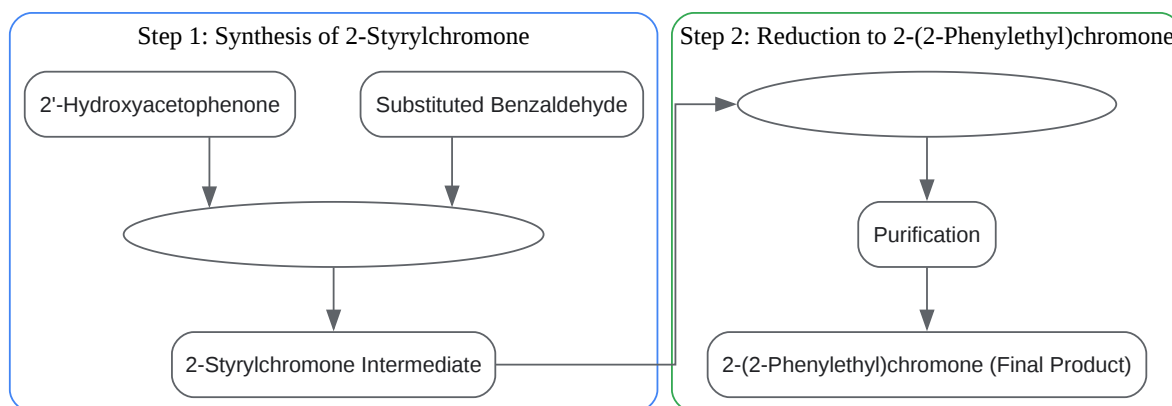 Step 1: Synthesis of 2-Styrylchromone
2'-Hydroxyacetophenone
Substituted Benzaldehyde
2-Styrylchromone Intermediate
Step 2: Reduction to 2-(2-Phenylethyl)chromone
Purification
2-(2-Phenylethyl)chromone (Final Product)